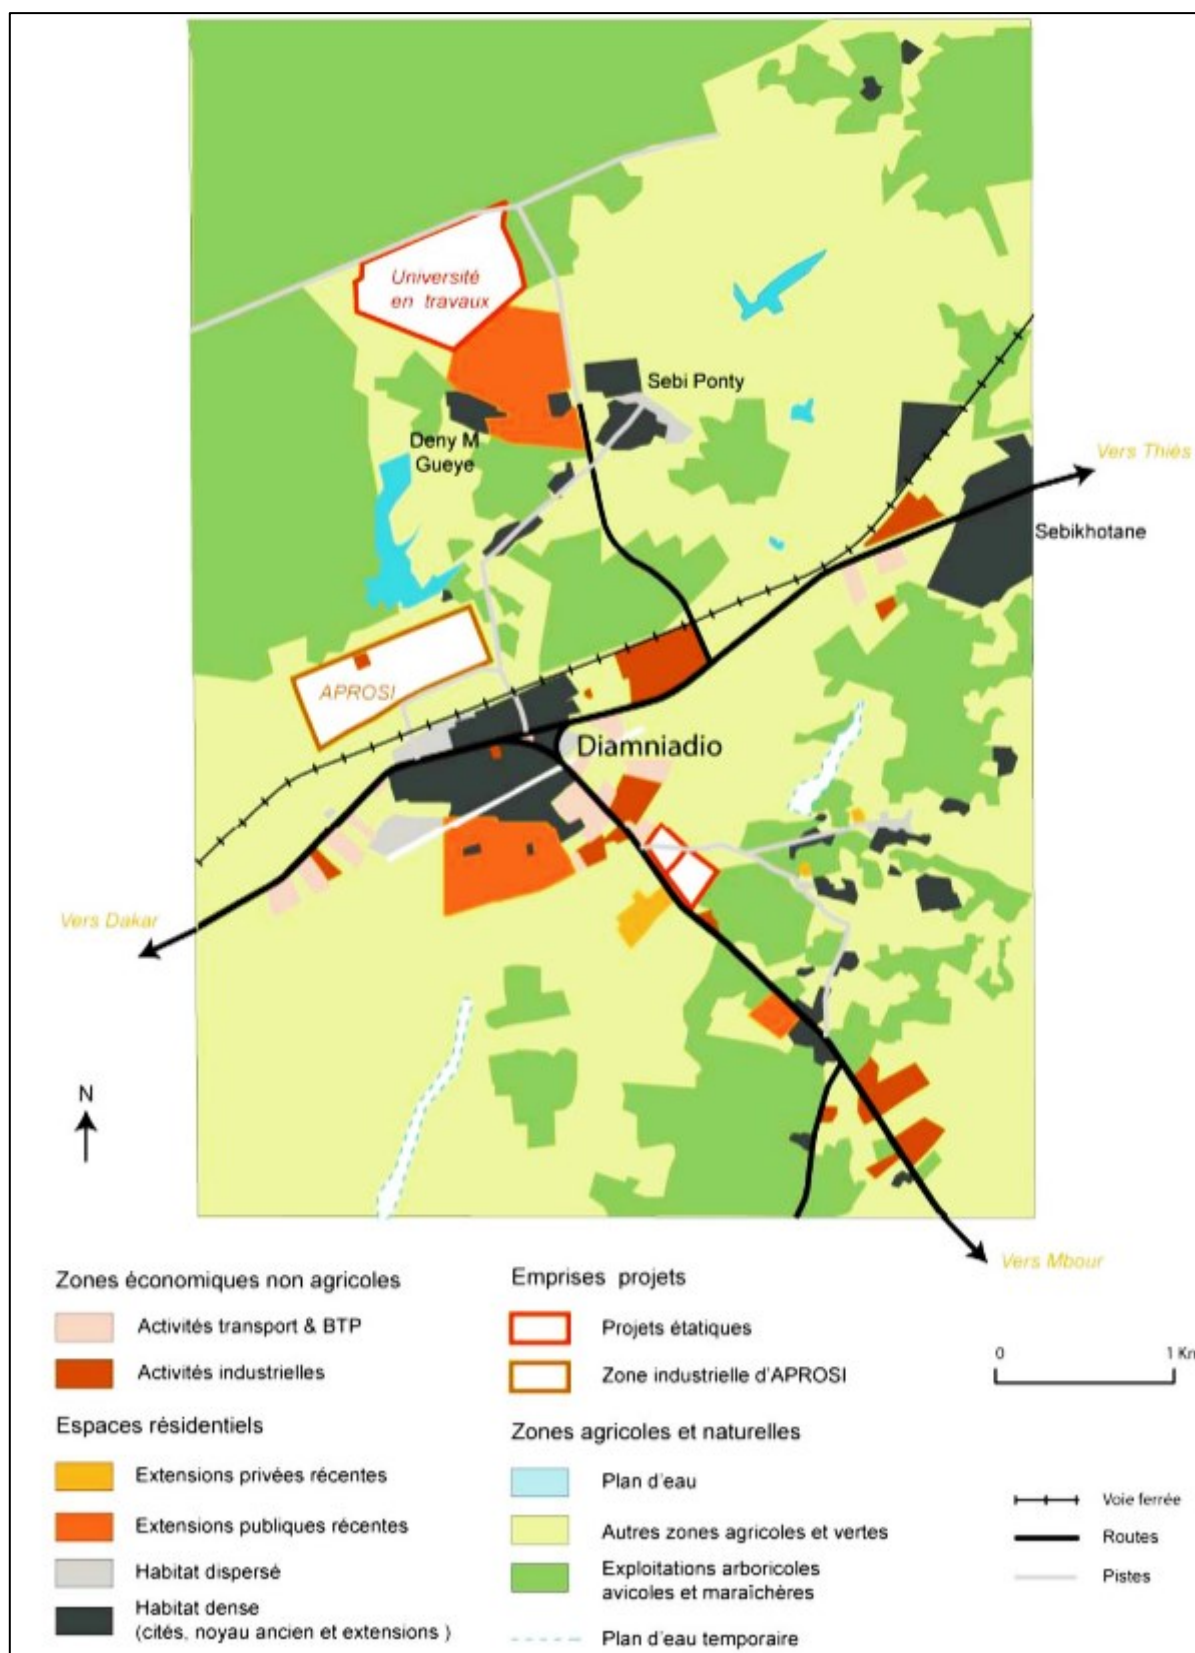 Université
en travaux
Sebi Ponty
Deny M
Gueye
Vers Thiés
Sebikhotane
APROSI
Diamniadio
Vers Dakar
N
Vers Mbour
Zones économiques non agricoles
Activités transport & BTP
Activités industrielles
Espaces résidentiels
Extensions privées récentes
Extensions publiques récentes
Habitat dispersé
Habitat dense
(cités, noyau ancien et extensions )
Emprises projets
Projets étatiques
Zone industrielle d'APROSI
Zones agricoles et naturelles
Plan d'eau
Autres zones agricoles et vertes
Exploitations arboricoles
avicoles et maraîchères
Plan d'eau temporaire
0 1 Km
Voie ferrée
Routes
Pistes